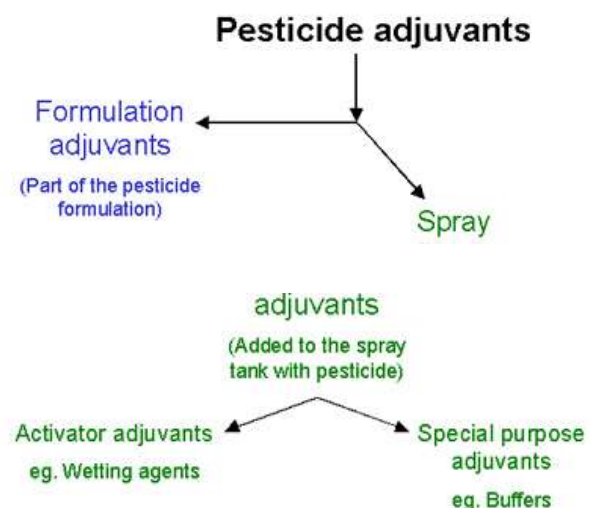 Pesticide adjuvants
Formulation
adjuvants
(Part of the pesticide
formulation)
Spray
adjuvants
(Added to the spray
tank with pesticide)
Activator adjuvants
eg. Wetting agents
Special purpose
adjuvants
eg. Buffers